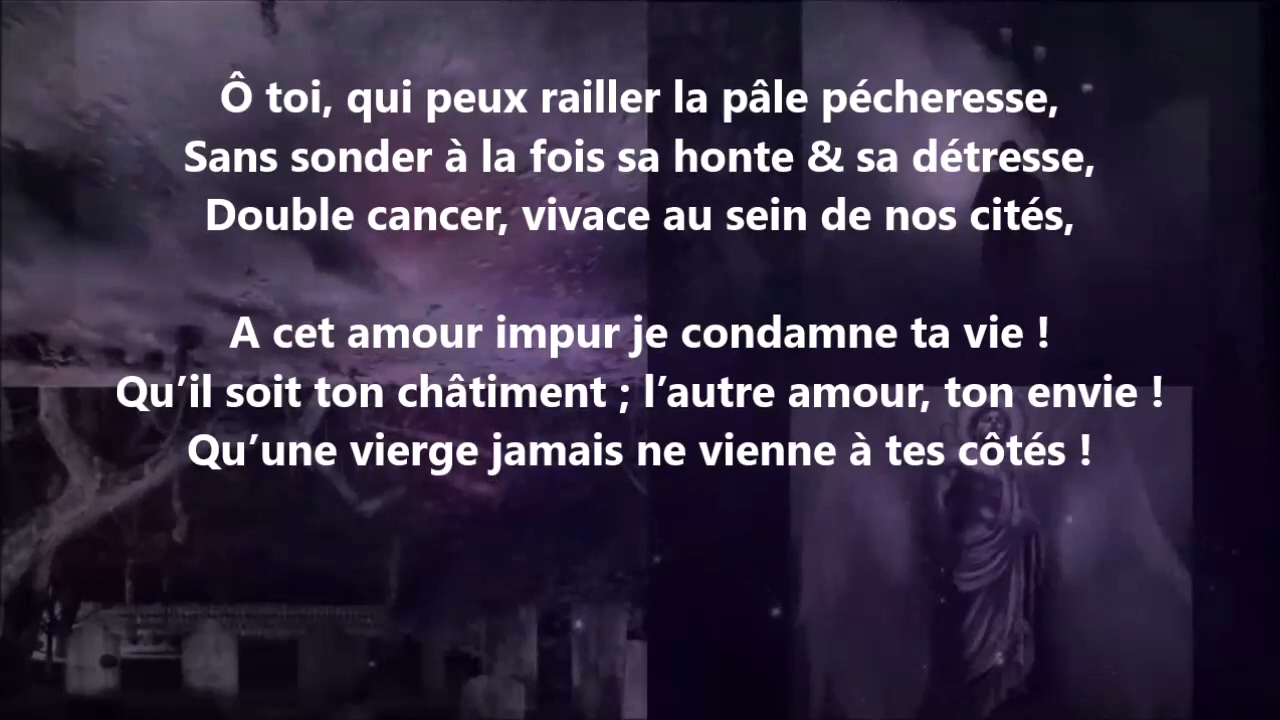 Ô toi, qui peux railler la pâle pécheresse,
Sans sonder à la fois sa honte & sa détresse,
Double cancer, vivace au sein de nos cités,
A cet amour impur je condamne ta vie !
Qu’il soit ton châtiment ; l’autre amour, ton envie !
Qu’une vierge jamais ne vienne à tes côtés !